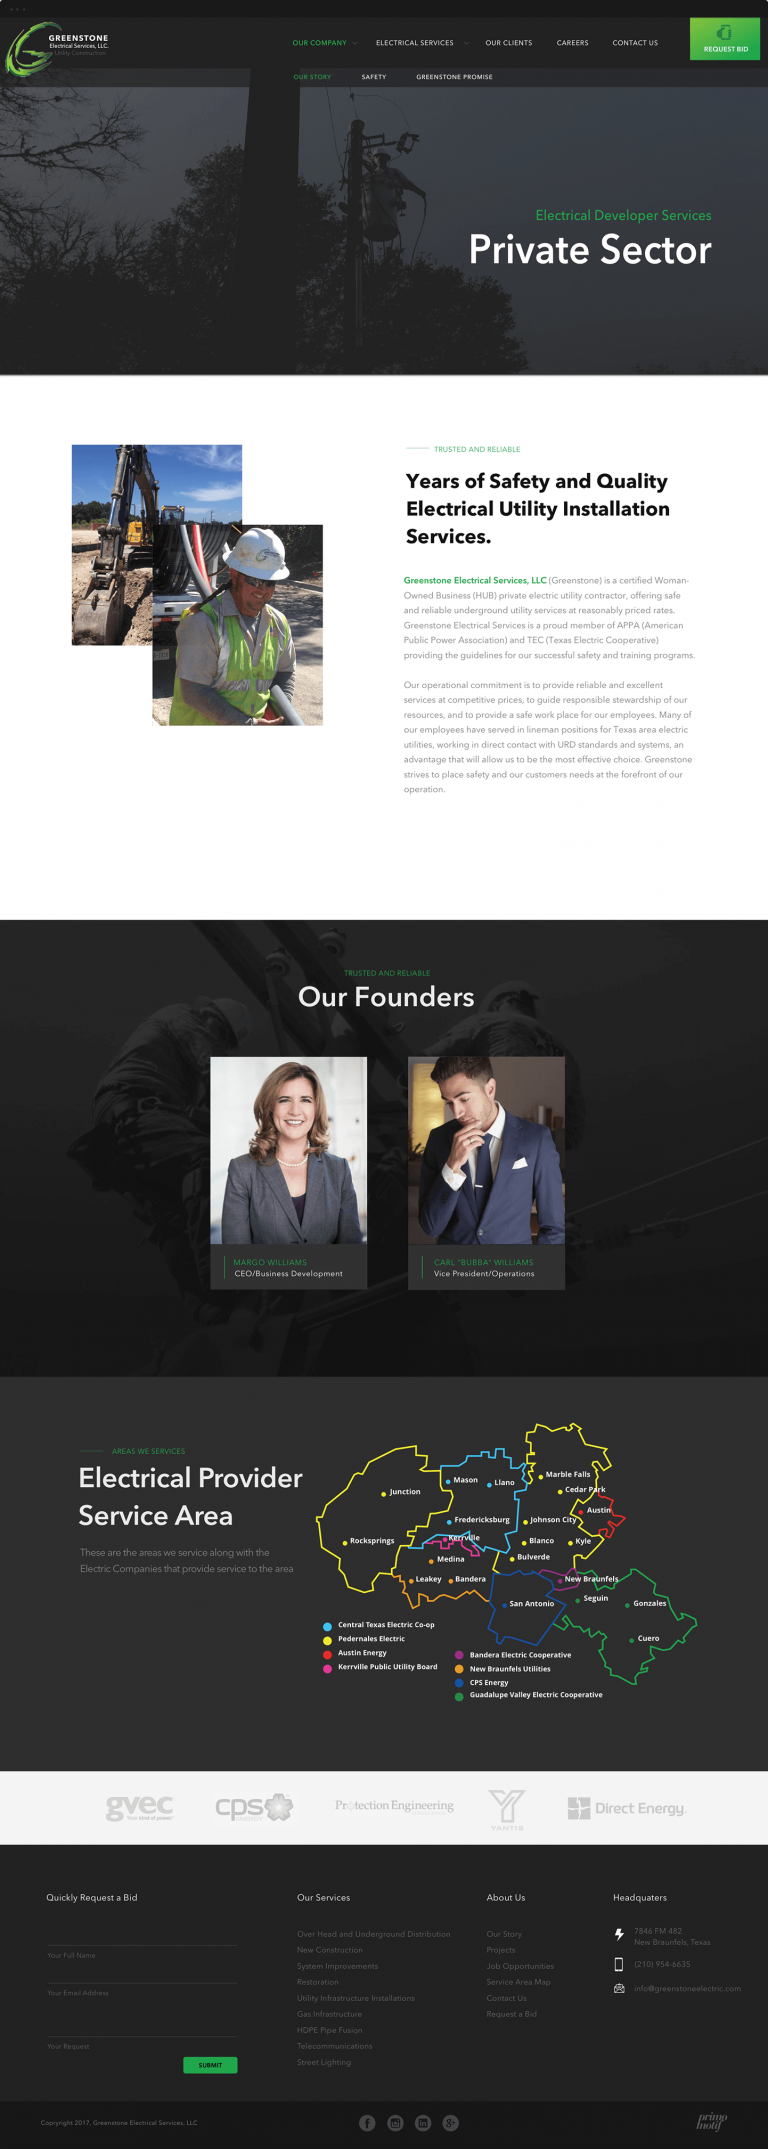 GREENSTONE
Electrical Services, LLC.
Utility Construction
OUR COMPANY
ELECTRICAL SERVICES
OUR CLIENTS
CAREERS
CONTACT US
REQUEST BID
OUR STORY
SAFETY
GREENSTONE PROMISE
Electrical Developer Services
Private Sector
TRUSTED AND RELIABLE
Years of Safety and Quality
Electrical Utility Installation
Services.
Greenstone Electrical Services, LLC (Greenstone) is a certified Woman-
Owned Business (HUB) private electric utility contractor, offering safe
and reliable underground utility services at reasonably priced rates.
Greenstone Electrical Services is a proud member of APPA (American
Public Power Association) and TEC (Texas Electric Cooperative)
providing the guidelines for our successful safety and training programs.
Our operational commitment is to provide reliable and excellent
services at competitive prices, to guide responsible stewardship of our
resources, and to provide a safe work place for our employees. Many of
our employees have served in lineman positions for Texas area electric
utilities, working in direct contact with URD standards and systems, an
advantage that will allow us to be the most effective choice. Greenstone
strives to place safety and our customers needs at the forefront of our
operation.
TRUSTED AND RELIABLE
Our Founders
MARGO WILLIAMS
CEO/Business Development
CARL "BUBBA" WILLIAMS
Vice President/Operations
AREAS WE SERVICES
Electrical Provider
Service Area
These are the areas we service along with the
Electric Companies that provide service to the area
Junction
Mason
Llano
Marble Falls
Cedar Park
Austin
Fredericksburg
Johnson City
Rocksprings
Kerrville
Blanco
Kyle
Medina
Bulverde
Leakey
Bandera
New Braunfels
San Antonio
Seguin
Gonzales
Cuero
Central Texas Electric Co-op
Pedernales Electric
Austin Energy
Kerrville Public Utility Board
Bandera Electric Cooperative
New Braunfels Utilities
CPS Energy
Guadalupe Valley Electric Cooperative
gvec
Your kind of power
cps
ENERGY
Protection Engineering
YANTIS
Direct Energy
Quickly Request a Bid
Your Full Name
Your Email Address
Your Request
SUBMIT
Our Services
Over Head and Underground Distribution
New Construction
System Improvements
Restoration
Utility Infrastructure Installations
Gas Infrastructure
HDPE Pipe Fusion
Telecommunications
Street Lighting
About Us
Our Story
Projects
Job Opportunities
Service Area Map
Contact Us
Request a Bid
Headquaters
7846 FM 482
New Braunfels, Texas
(210) 954-6635
info@greenstoneelectric.com
Copryright 2017, Greenstone Electrical Services, LLC
primo
motif